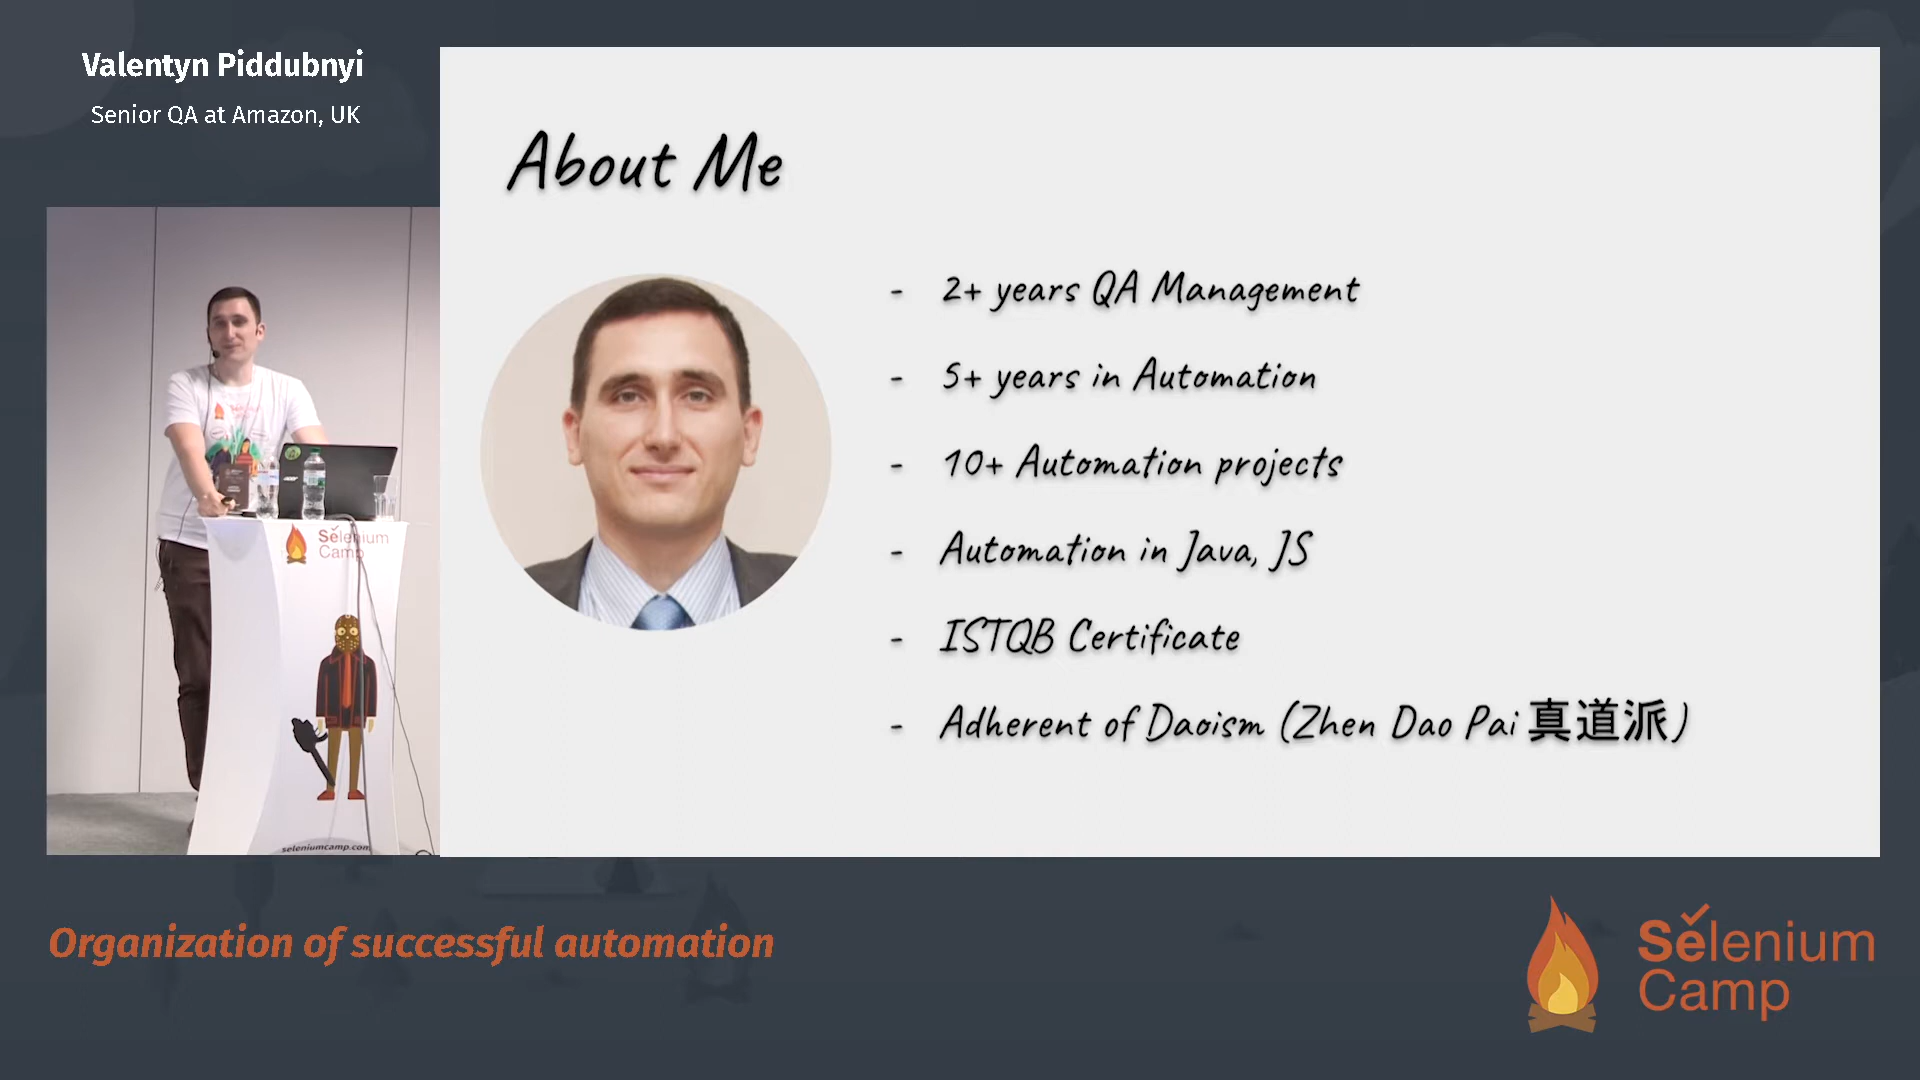 Valentyn Piddubnyi
Senior QA at Amazon, UK
About Me
- 2+ years QA Management
- 5+ years in Automation
- 10+ Automation projects
- Automation in Java, JS
- ISTQB Certificate
- Adherent of Daoism (Zhen Dao Pai 真道派)
Selenium
Camp
seleniumcamp.com
Organization of successful automation
Selenium
Camp